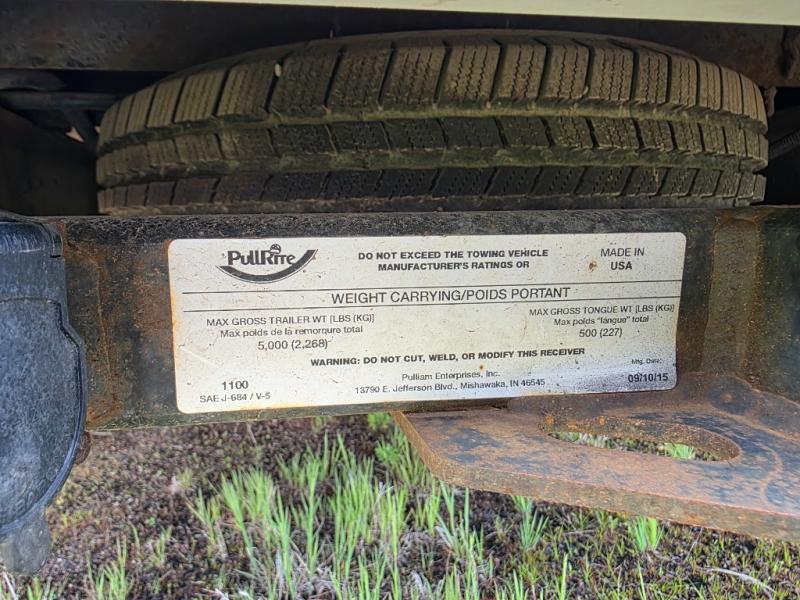 PullRite
DO NOT EXCEED THE TOWING VEHICLE
MANUFACTURER'S RATINGS OR
MADE IN
USA
WEIGHT CARRYING/POIDS PORTANT
MAX GROSS TRAILER WT [LBS (KG)]
Max poids de la remorque total
5,000 (2,268)
MAX GROSS TONGUE WT [LBS (KG)]
Max poids "langue" total
500 (227)
WARNING: DO NOT CUT, WELD, OR MODIFY THIS RECEIVER
1100
SAE J-684 / V-5
Pulliam Enterprises, Inc.
13790 E. Jefferson Blvd., Mishawaka, IN 46545
Mfg. Date:
09/10/15